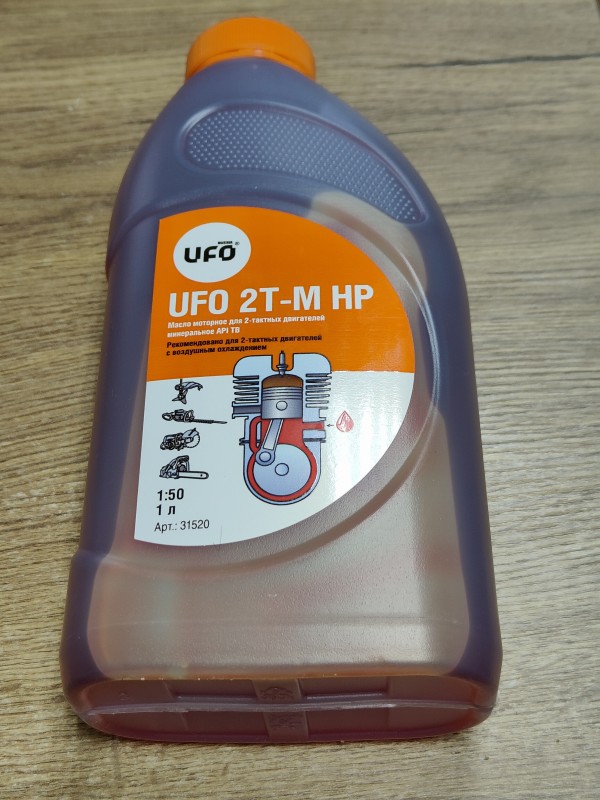 UFO®
UFO 2T-M HP
Масло моторное для 2-тактных двигателей
минеральное API TB
Рекомендовано для 2-тактных двигателей
с воздушным охлаждением
1:50
1 л
Арт.: 31520